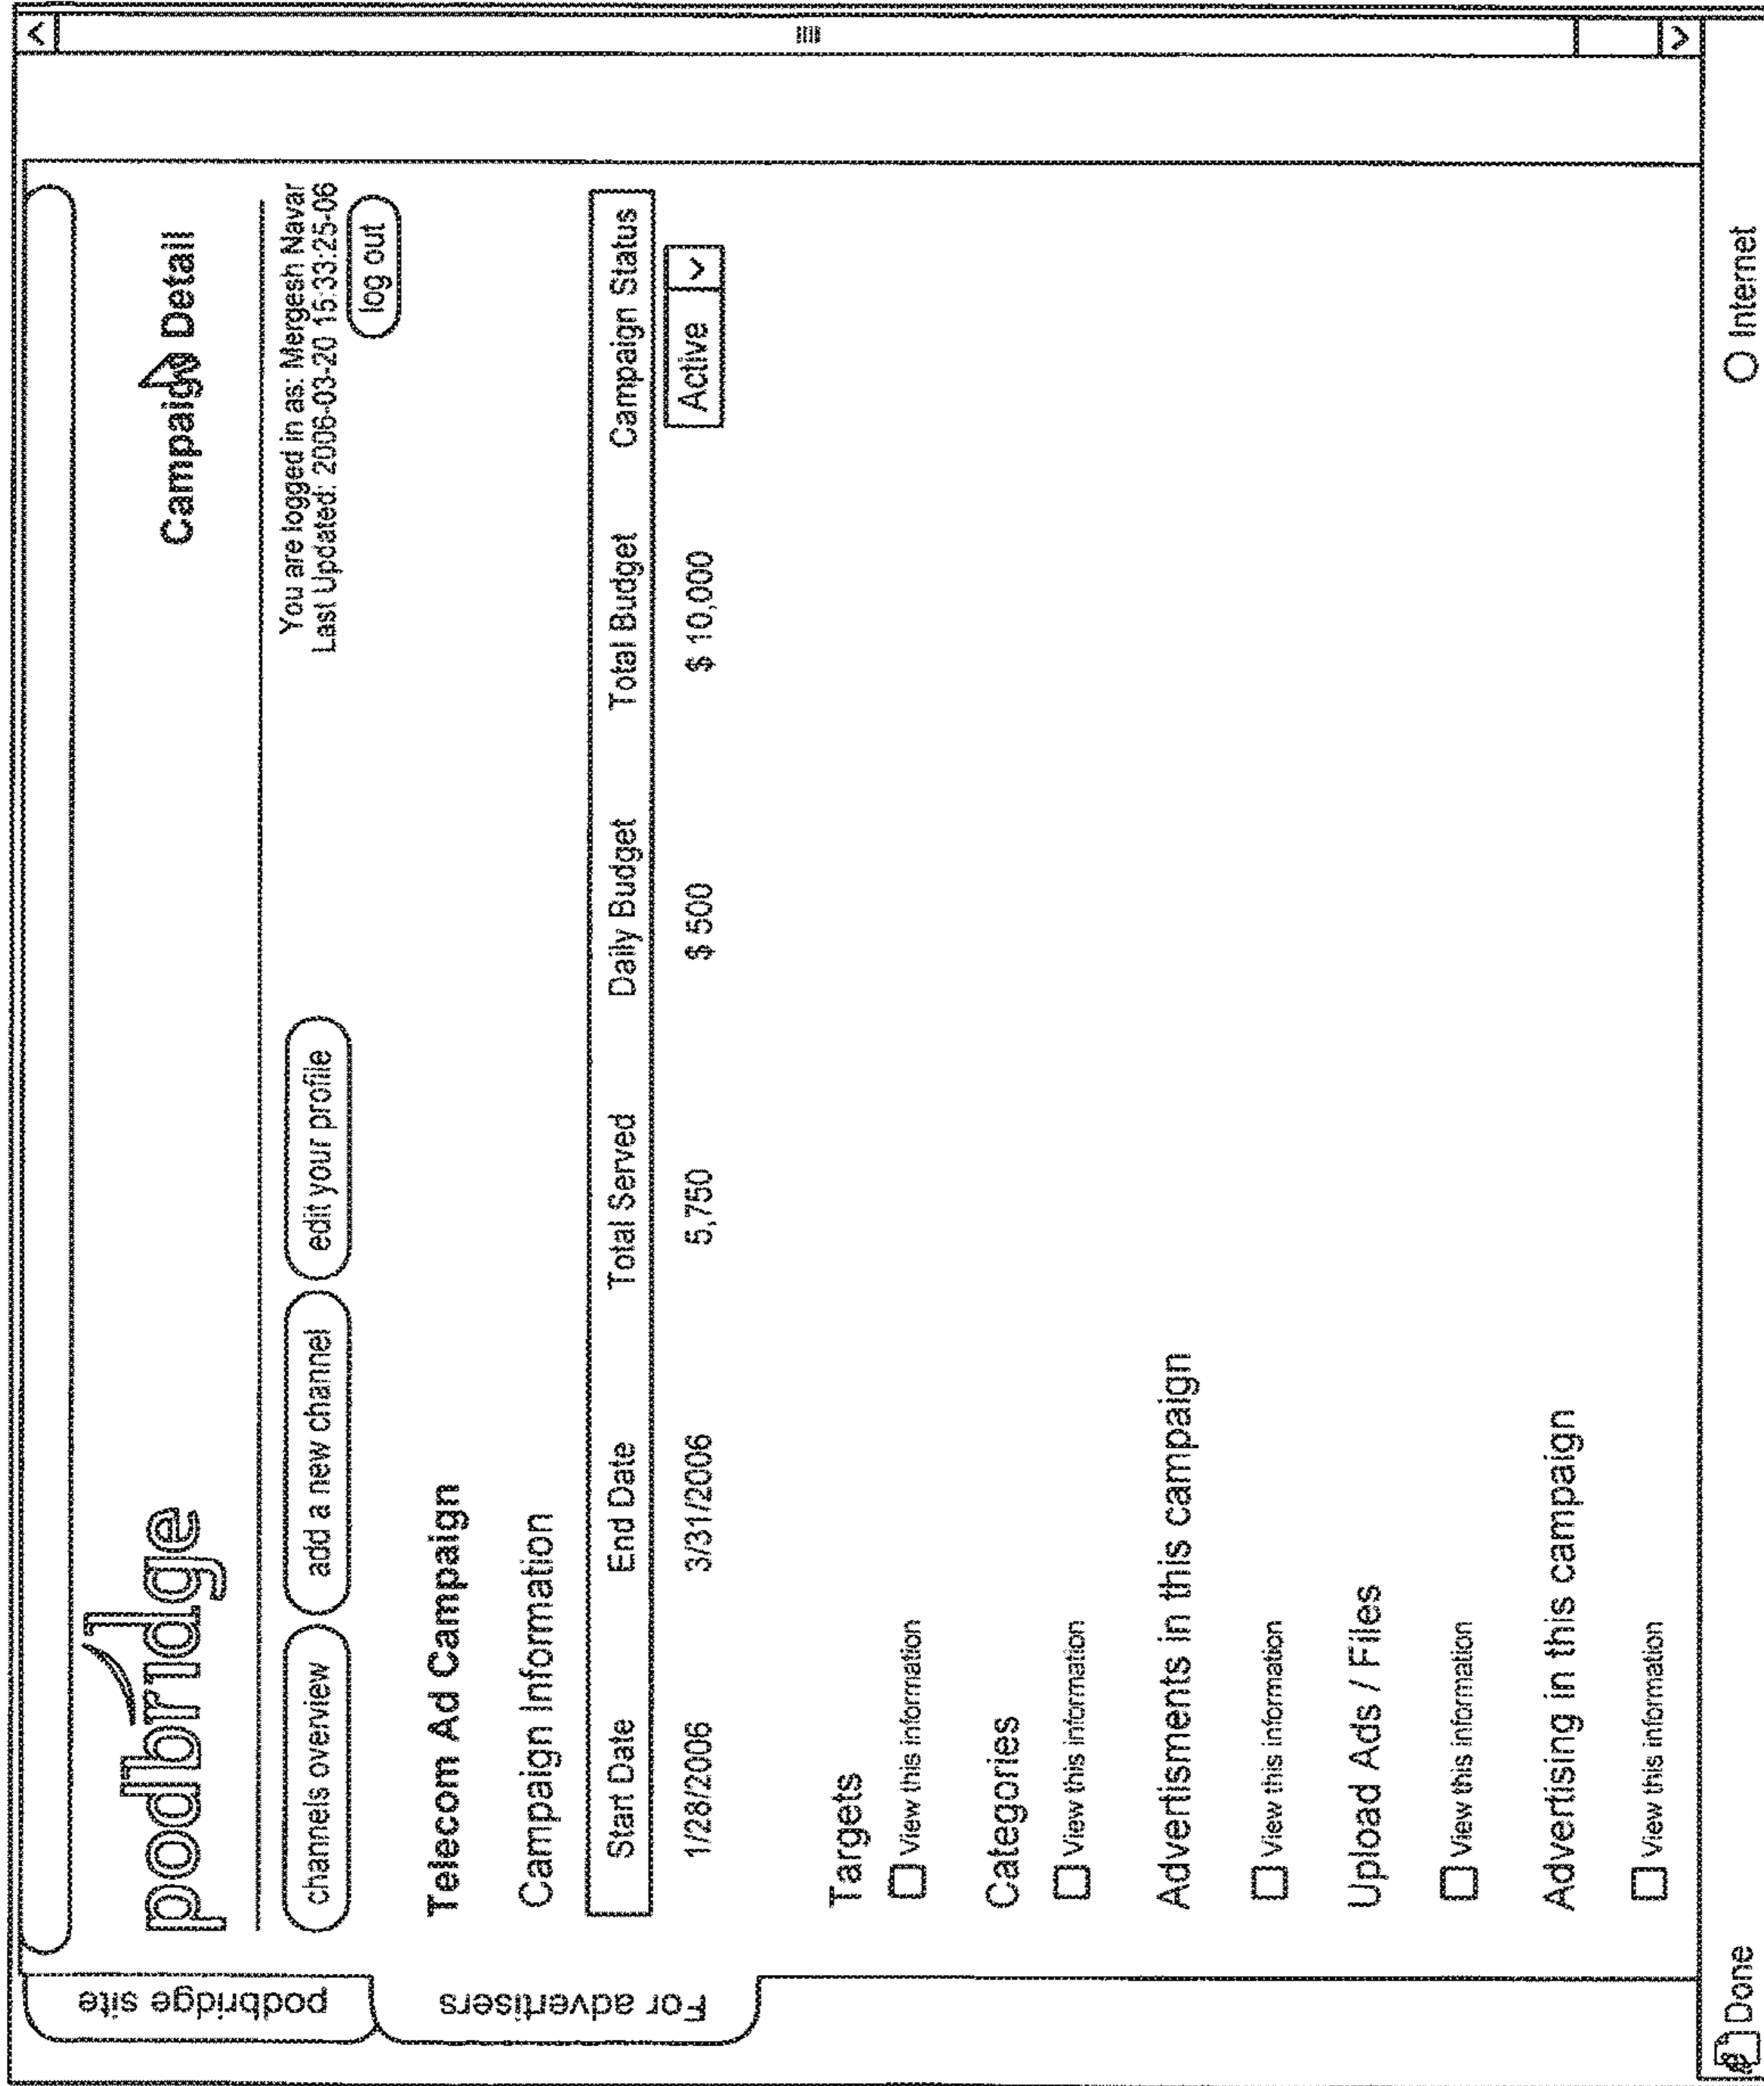 podbridge site
For advertisers
podbridge
Campaign Detail
channels overview
add a new channel
edit your profile
You are logged in as: Mergesh Navar
Last Updated: 2006-03-20 15:33:25-06
log out
Telecom Ad Campaign
Campaign Information
Start Date End Date Total Served Daily Budget Total Budget Campaign Status
1/28/2006 3/31/2006 5,750 $ 500 $ 10,000 Active
Targets
View this information
Categories
View this information
Advertisments in this campaign
View this information
Upload Ads / Files
View this information
Advertising in this campaign
View this information
Done
Internet